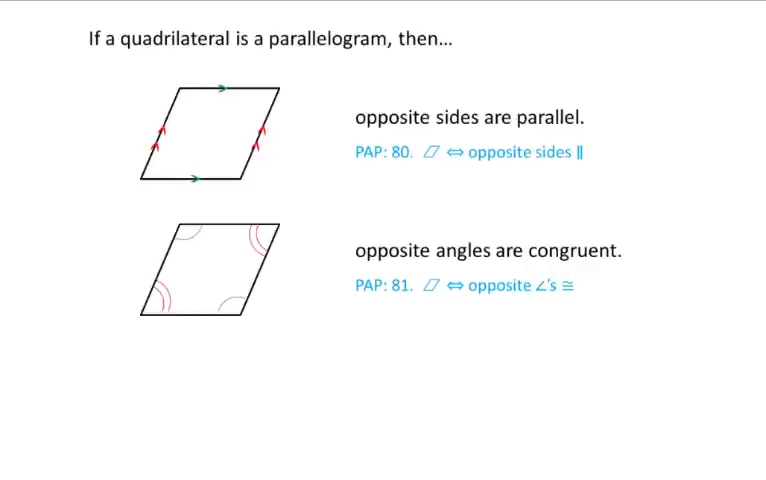 If a quadrilateral is a parallelogram, then...
opposite sides are parallel.
PAP: 80. ▱ ⇔ opposite sides ∥
opposite angles are congruent.
PAP: 81. ▱ ⇔ opposite ∠'s ≅